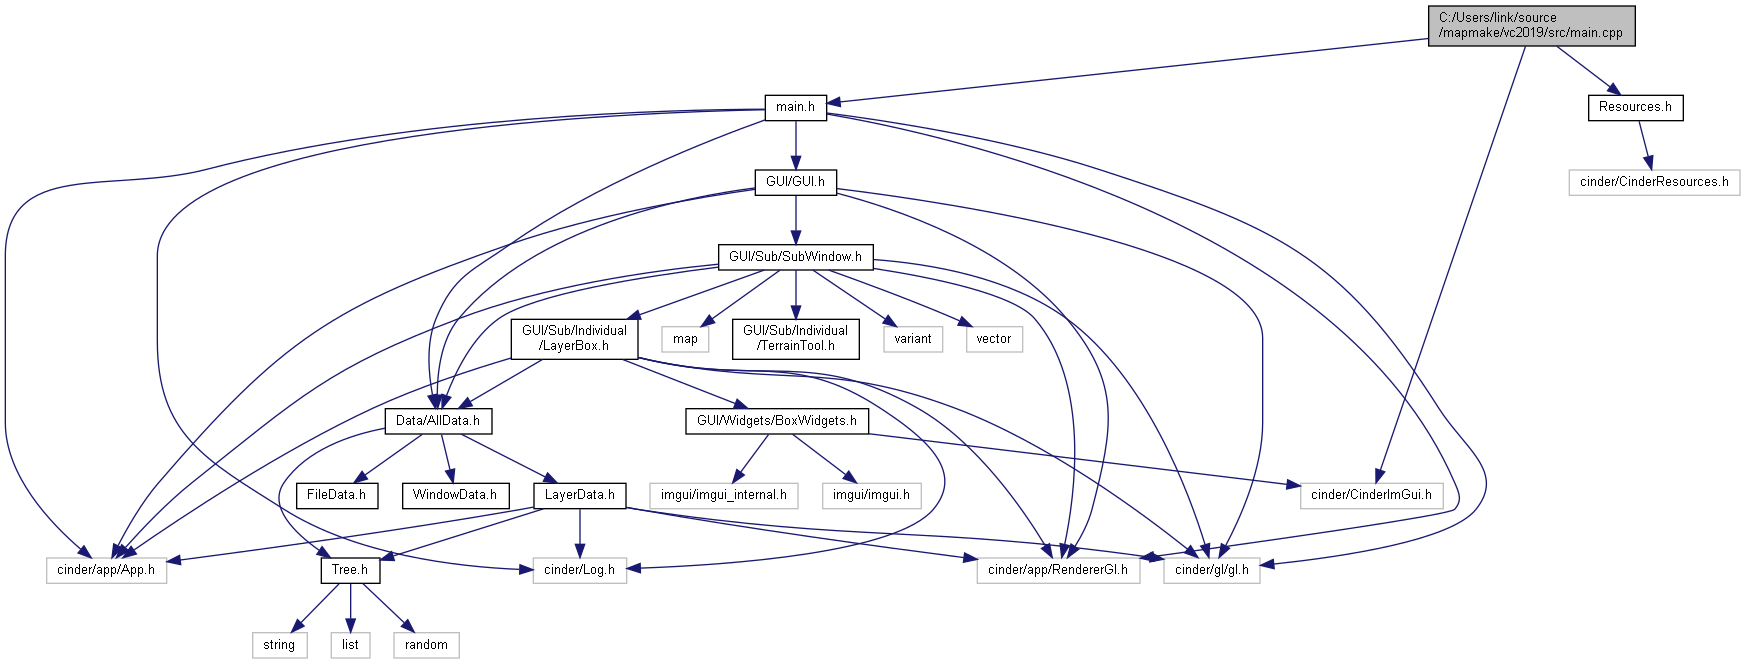 C:/Users/link/source
/mapmake/vc2019/src/main.cpp
main.h
Resources.h
GUI/GUI.h
cinder/CinderResources.h
GUI/Sub/SubWindow.h
GUI/Sub/Individual
/LayerBox.h
map
GUI/Sub/Individual
/TerrainTool.h
variant
vector
Data/AllData.h
GUI/Widgets/BoxWidgets.h
FileData.h
WindowData.h
LayerData.h
imgui/imgui_internal.h
imgui/imgui.h
cinder/CinderImGui.h
cinder/app/App.h
Tree.h
cinder/Log.h
cinder/app/RendererGl.h
cinder/gl/gl.h
string
list
random